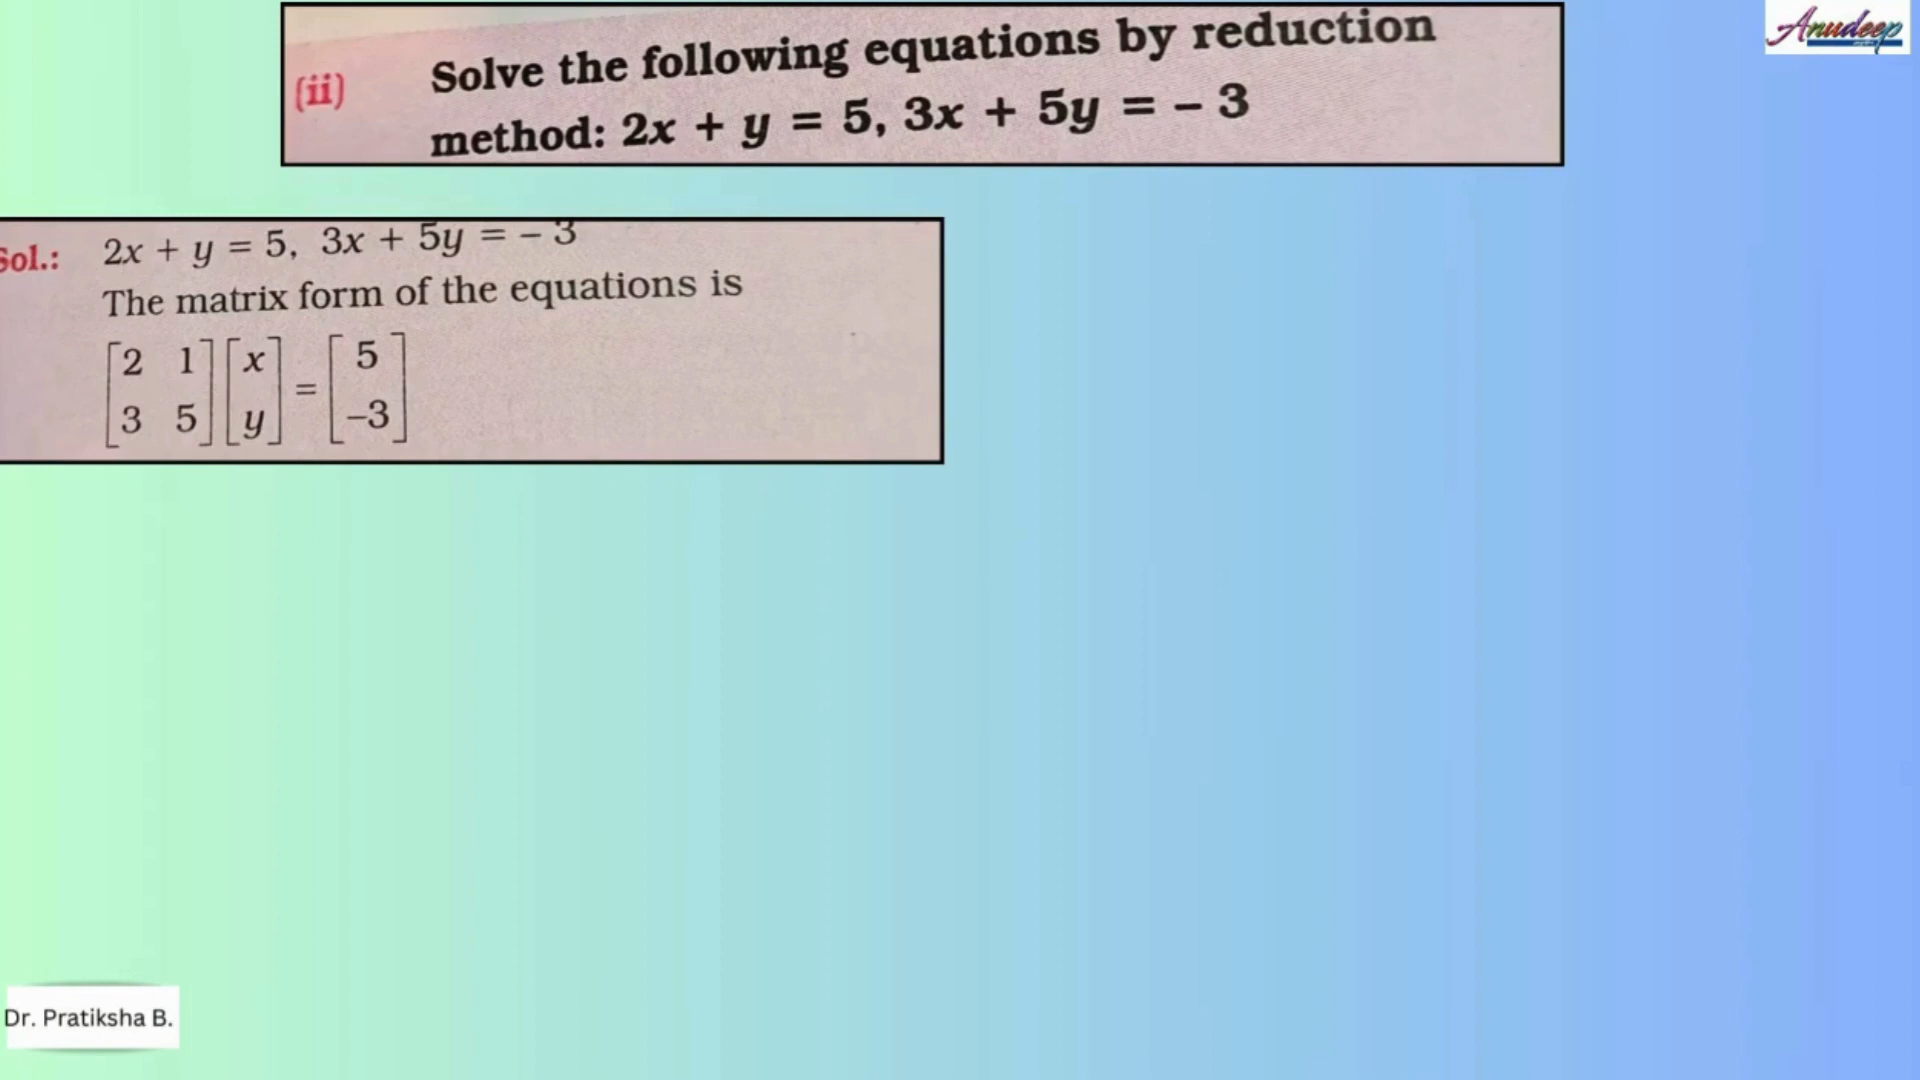 Anudeep
(ii) Solve the following equations by reduction
method: 2x + y = 5, 3x + 5y = – 3
Sol.: 2x + y = 5, 3x + 5y = – 3
The matrix form of the equations is
[2 1] [x] = [5]
[3 5] [y] [–3]
Dr. Pratiksha B.